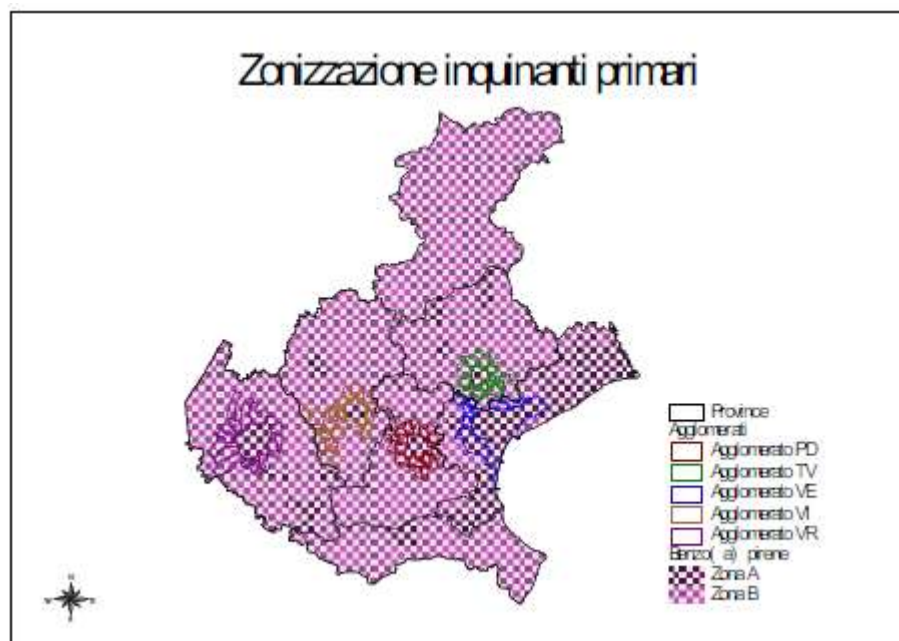 Zonizzazione inquinanti primari
Province
Agglomerati
Agglomerato PD
Agglomerato TV
Agglomerato VE
Agglomerato VI
Agglomerato VR
Benzo( a) pirene
Zona A
Zona B